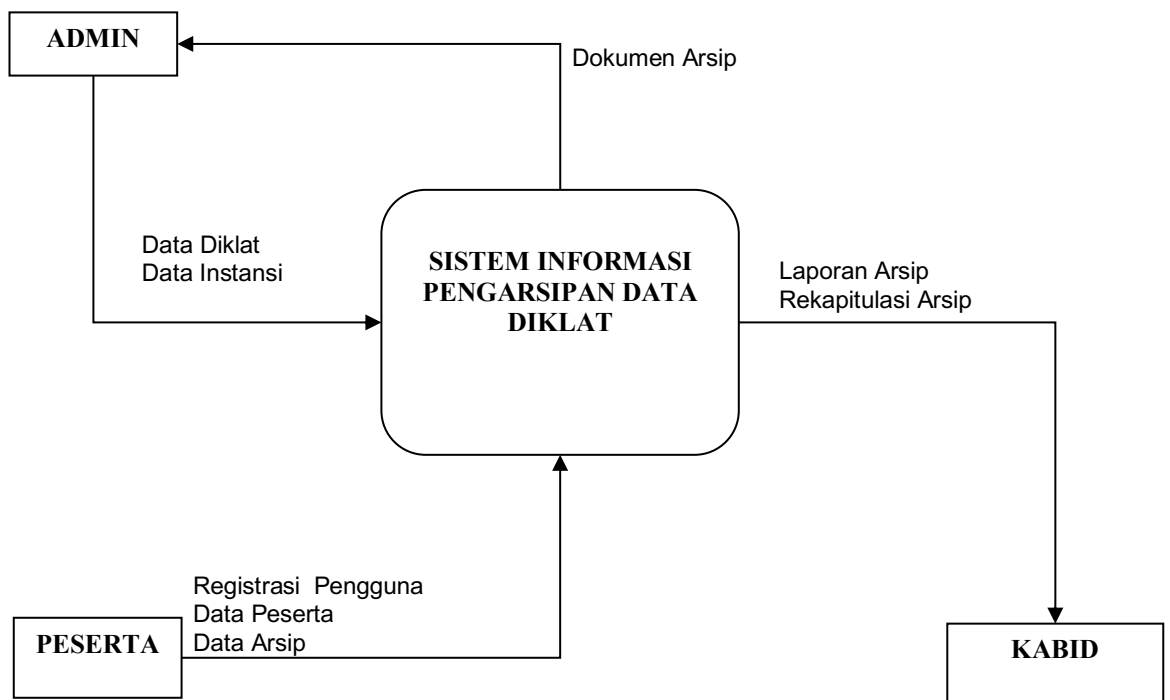 ADMIN
Dokumen Arsip
Data Diklat
Data Instansi
SISTEM INFORMASI
PENGARSIPAN DATA
DIKLAT
Laporan Arsip
Rekapitulasi Arsip
Registrasi Pengguna
Data Peserta
Data Arsip
PESERTA
KABID